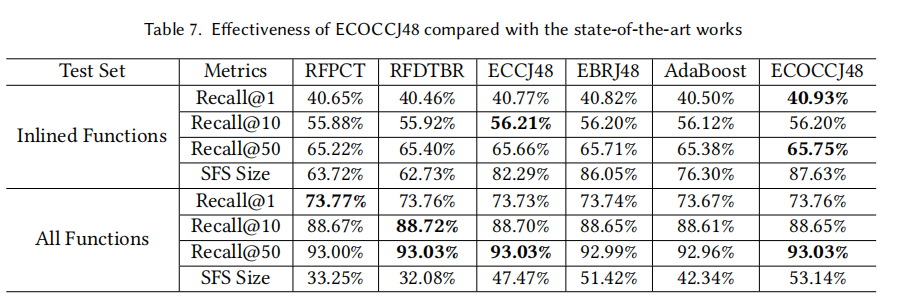 Table 7. Effectiveness of ECOCCJ48 compared with the state-of-the-art works
Test Set Metrics RFPCT RFDTBR ECCJ48 EBRJ48 AdaBoost ECOCCJ48
Inlined Functions
Recall@1 40.65% 40.46% 40.77% 40.82% 40.50% 40.93%
Recall@10 55.88% 55.92% 56.21% 56.20% 56.12% 56.20%
Recall@50 65.22% 65.40% 65.66% 65.71% 65.38% 65.75%
SFS Size 63.72% 62.73% 82.29% 86.05% 76.30% 87.63%
All Functions
Recall@1 73.77% 73.76% 73.73% 73.74% 73.67% 73.76%
Recall@10 88.67% 88.72% 88.70% 88.65% 88.61% 88.65%
Recall@50 93.00% 93.03% 93.03% 92.99% 92.96% 93.03%
SFS Size 33.25% 32.08% 47.47% 51.42% 42.34% 53.14%